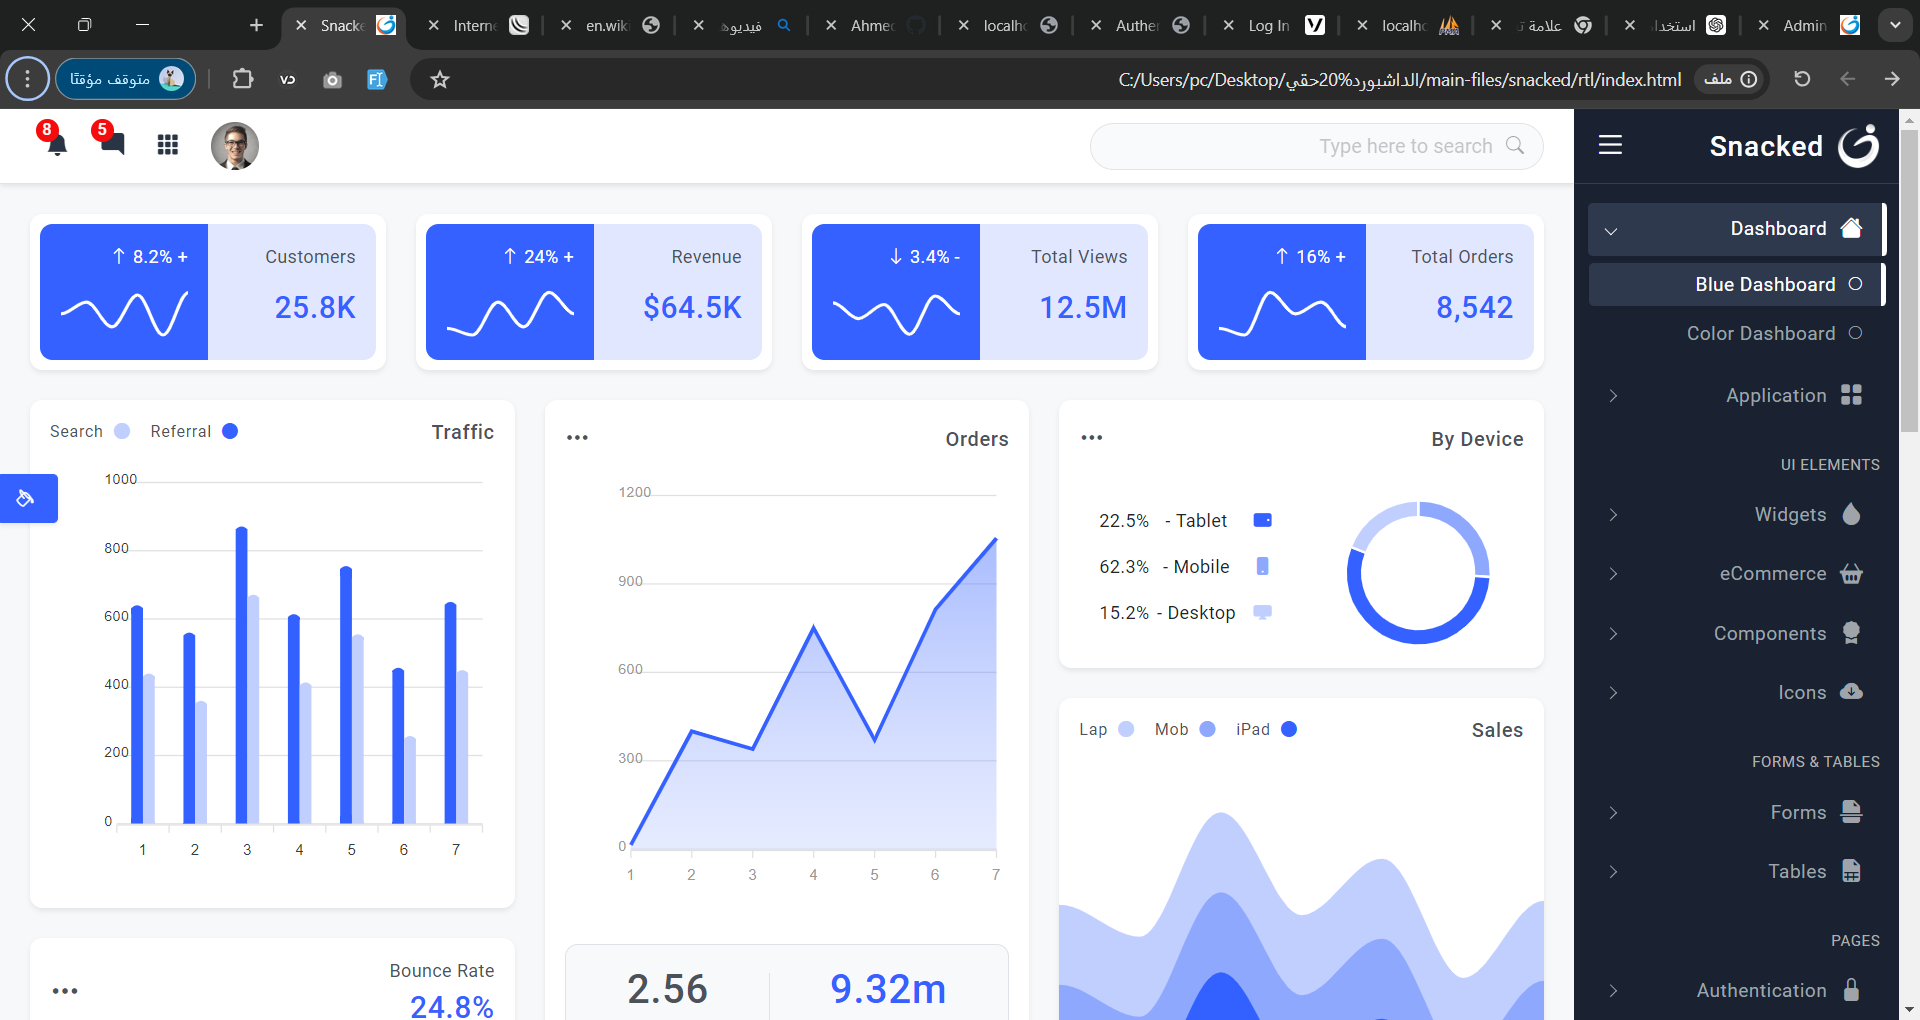 Snacke
Interne
en.wiki
فيديوه
Ahmed
localho
Auther
Log In
localho
علامة ت
استخدا
Admin
متوقف مؤقتًا
C:/Users/pc/Desktop/الداشبورد%20حقي/main-files/snacked/rtl/index.html
ملف
8
5
Type here to search
Snacked
↑ 8.2% +
Customers
25.8K
↑ 24% +
Revenue
$64.5K
↓ 3.4% -
Total Views
12.5M
↑ 16% +
Total Orders
8,542
Search
Referral
Traffic
1000
800
600
400
200
0
1 2 3 4 5 6 7
Orders
1200
900
600
300
0
1 2 3 4 5 6 7
By Device
22.5% - Tablet
62.3% - Mobile
15.2% - Desktop
Lap
Mob
iPad
Sales
Bounce Rate
24.8%
2.56
9.32m
Dashboard
Blue Dashboard
Color Dashboard
Application
UI ELEMENTS
Widgets
eCommerce
Components
Icons
FORMS & TABLES
Forms
Tables
PAGES
Authentication